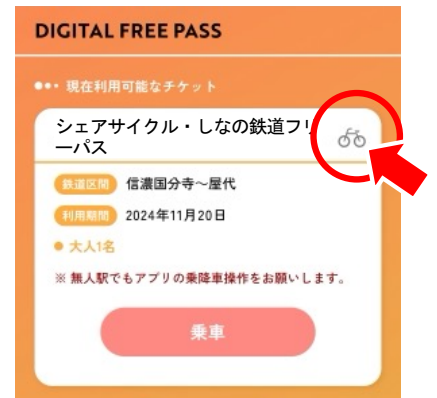 DIGITAL FREE PASS
現在利用可能なチケット
シェアサイクル・しなの鉄道フリ
ーパス
鉄道区間 信濃国分寺～屋代
利用期間 2024年11月20日
大人1名
※ 無人駅でもアプリの乗降車操作をお願いします。
乗車